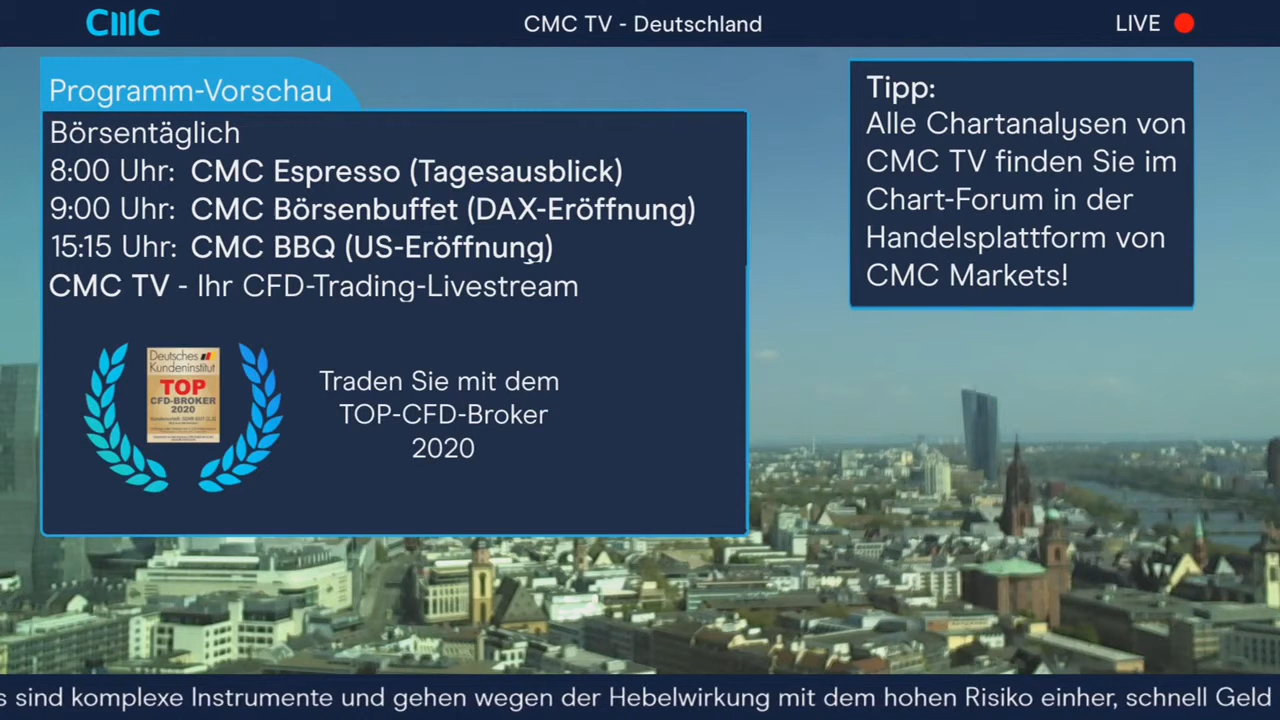 CMC
CMC TV - Deutschland
LIVE
Programm-Vorschau
Börsentäglich
8:00 Uhr: CMC Espresso (Tagesausblick)
9:00 Uhr: CMC Börsenbuffet (DAX-Eröffnung)
15:15 Uhr: CMC BBQ (US-Eröffnung)
CMC TV - Ihr CFD-Trading-Livestream
Deutsches
Kundeninstitut
TOP
CFD-BROKER
2020
Traden Sie mit dem
TOP-CFD-Broker
2020
Tipp:
Alle Chartanalysen von
CMC TV finden Sie im
Chart-Forum in der
Handelsplattform von
CMC Markets!
s sind komplexe Instrumente und gehen wegen der Hebelwirkung mit dem hohen Risiko einher, schnell Geld